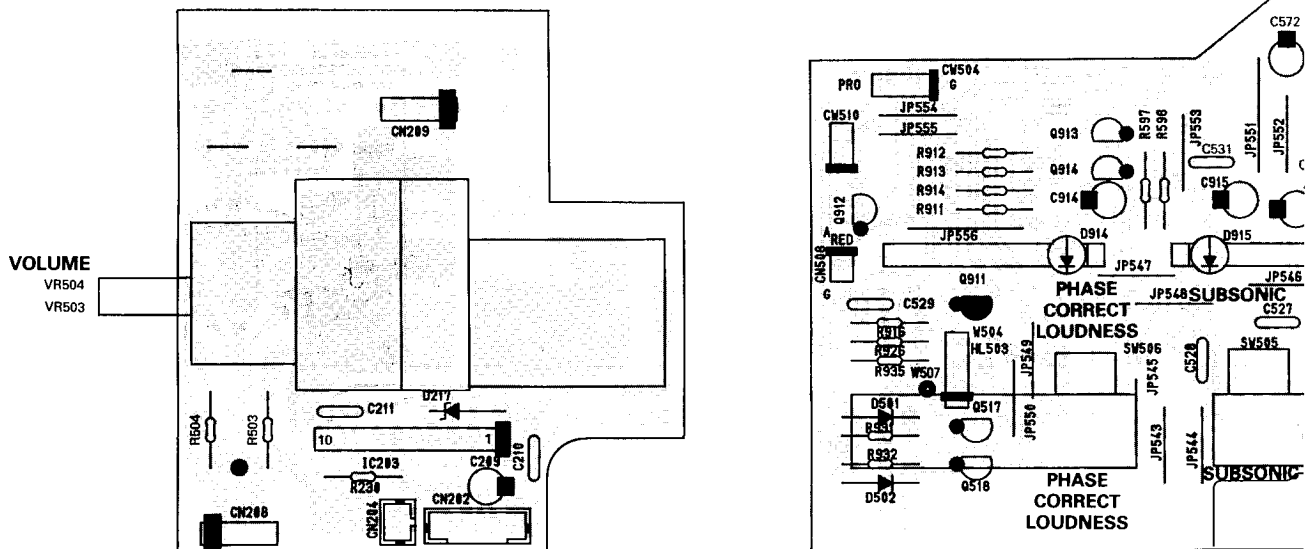 CN209
VOLUME
VR504
VR503
D217
C211
R504
R503
10
1
C210
IC203
C209
R230
CN202
CN204
CN208
C572
CW504
PRO
G
JP554
CW510
JP555
Q913
R597
R598
JP553
JP551
JP552
R912
C531
R913
Q914
R914
C914
C915
R911
Q912
A
RED
JP556
D914
D915
CN508
JP547
JP546
G
Q911
PHASE
CORRECT
LOUDNESS
JP548
SUBSONIC
C529
C527
R916
R926
R935
W504
HL503
JP549
SW506
SW505
C528
JP545
W507
D501
Q517
JP550
R931
JP543
JP544
R932
D502
Q518
PHASE
CORRECT
LOUDNESS
SUBSONIC